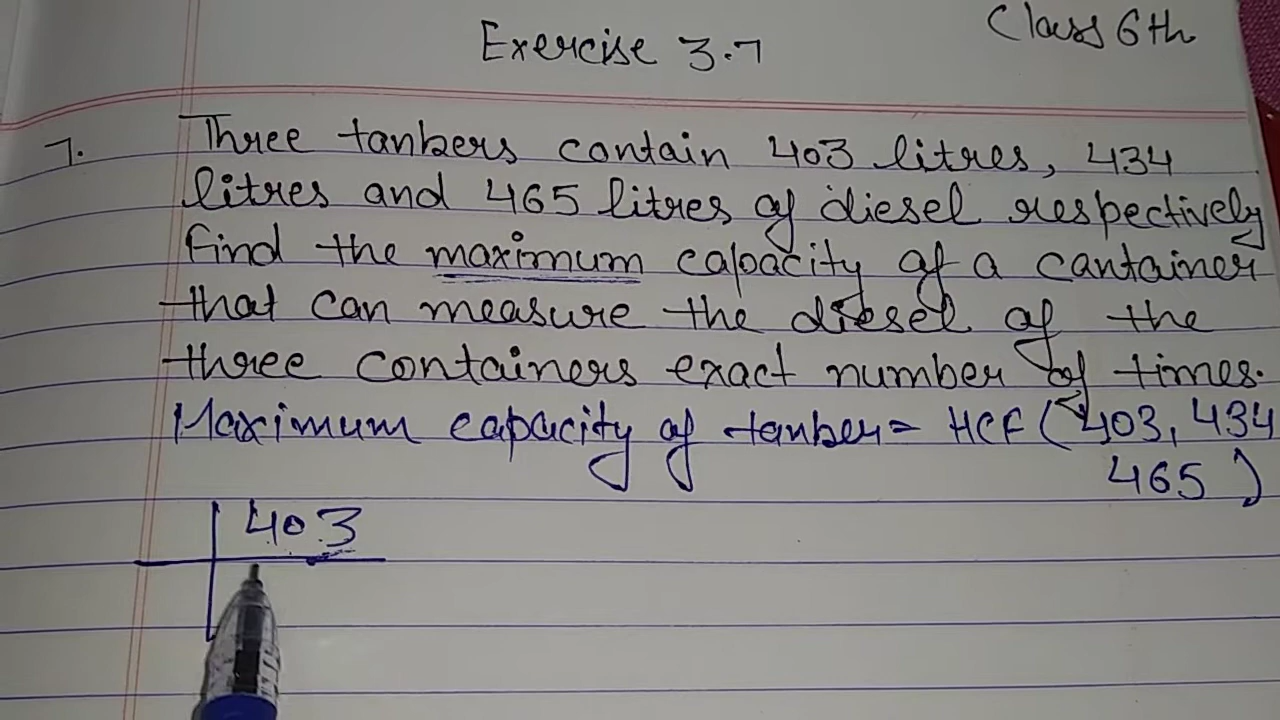 Exercise 3.7
Class 6th
7. Three tankers contain 403 litres, 434
litres and 465 litres of diesel respectively
Find the maximum capacity of a cantainer
that can measure the diesel of the
three containers exact number of times.
Maximum capacity of tanker = HCF (403, 434
465)
403